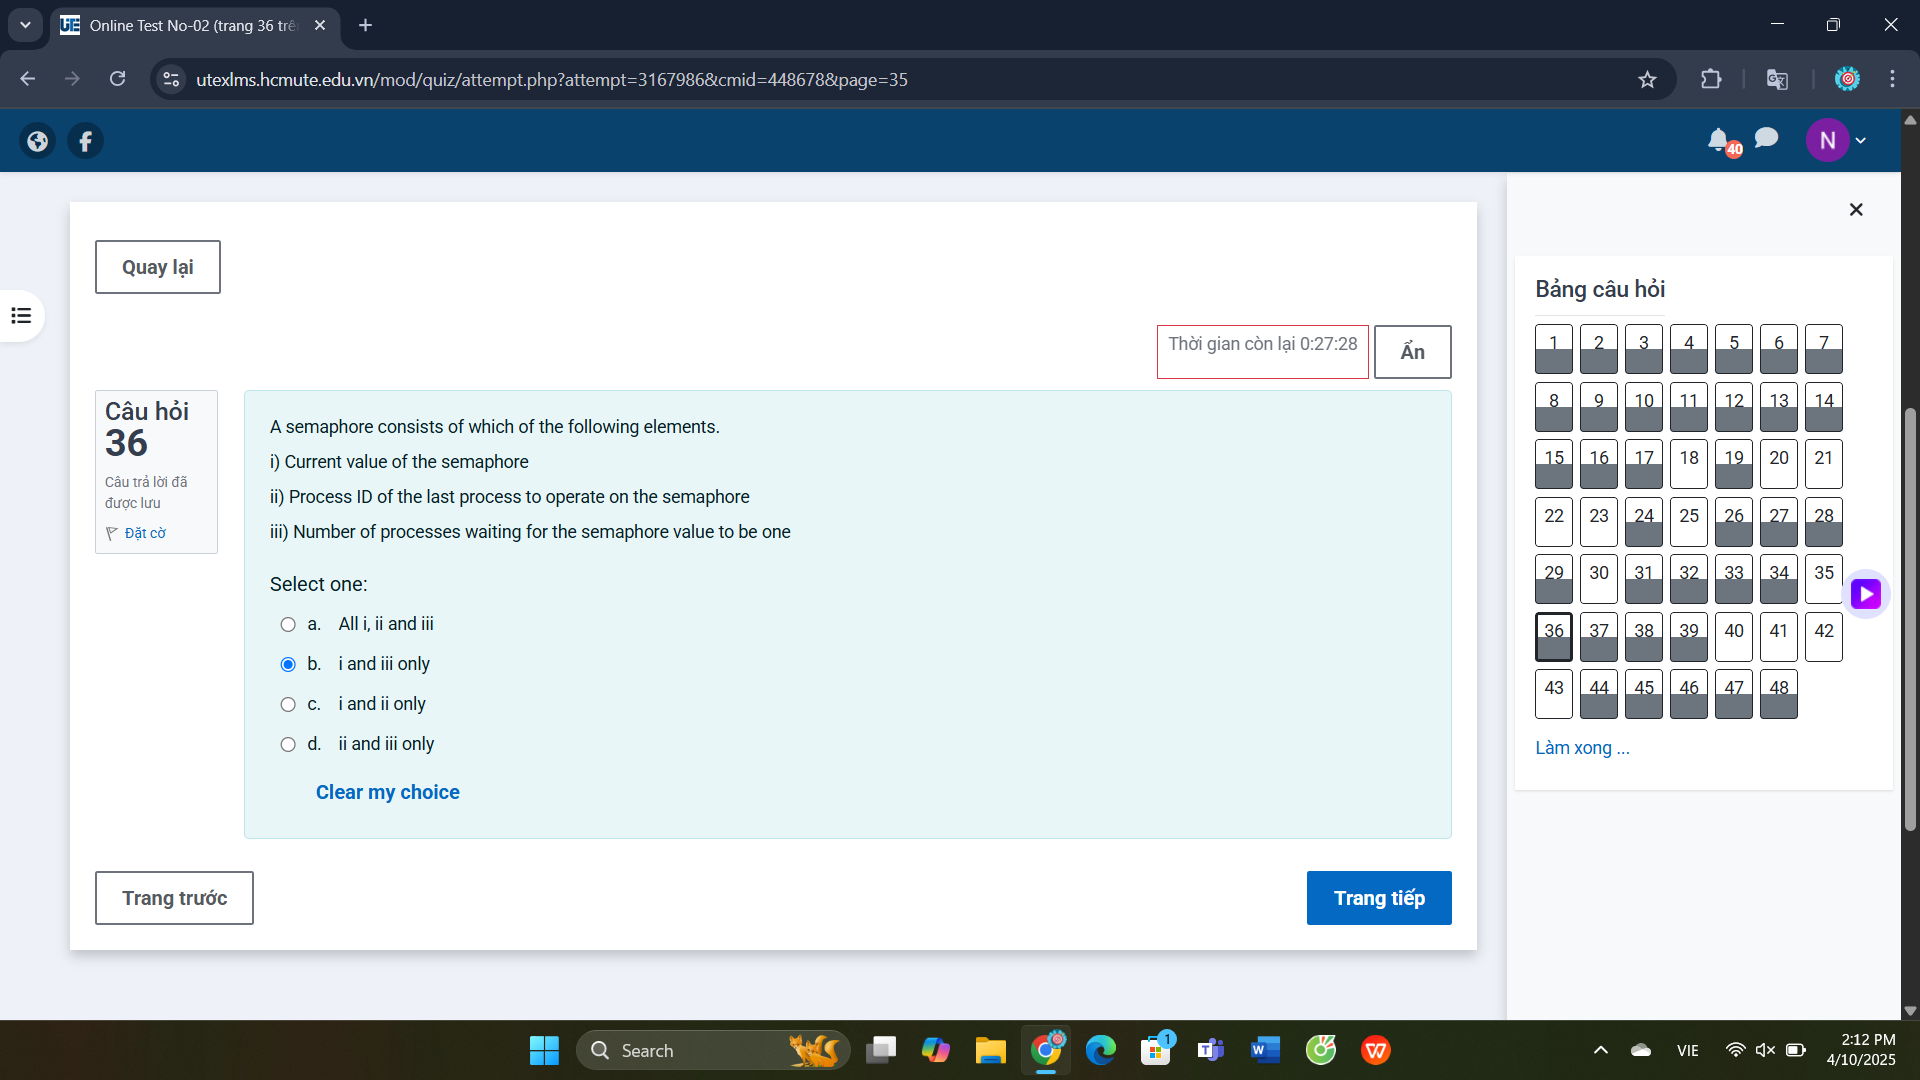 Online Test No-02 (trang 36 trê
utexlms.hcmute.edu.vn/mod/quiz/attempt.php?attempt=3167986&cmid=448678&page=35
40
N
Quay lại
Thời gian còn lại 0:27:28
Ẩn
Câu hỏi
36
Câu trả lời đã
được lưu
Đặt cờ
A semaphore consists of which of the following elements.
i) Current value of the semaphore
ii) Process ID of the last process to operate on the semaphore
iii) Number of processes waiting for the semaphore value to be one
Select one:
a. All i, ii and iii
b. i and iii only
c. i and ii only
d. ii and iii only
Clear my choice
Trang trước
Trang tiếp
Bảng câu hỏi
1 2 3 4 5 6 7
8 9 10 11 12 13 14
15 16 17 18 19 20 21
22 23 24 25 26 27 28
29 30 31 32 33 34 35
36 37 38 39 40 41 42
43 44 45 46 47 48
Làm xong ...
Search
1
VIE
2:12 PM
4/10/2025